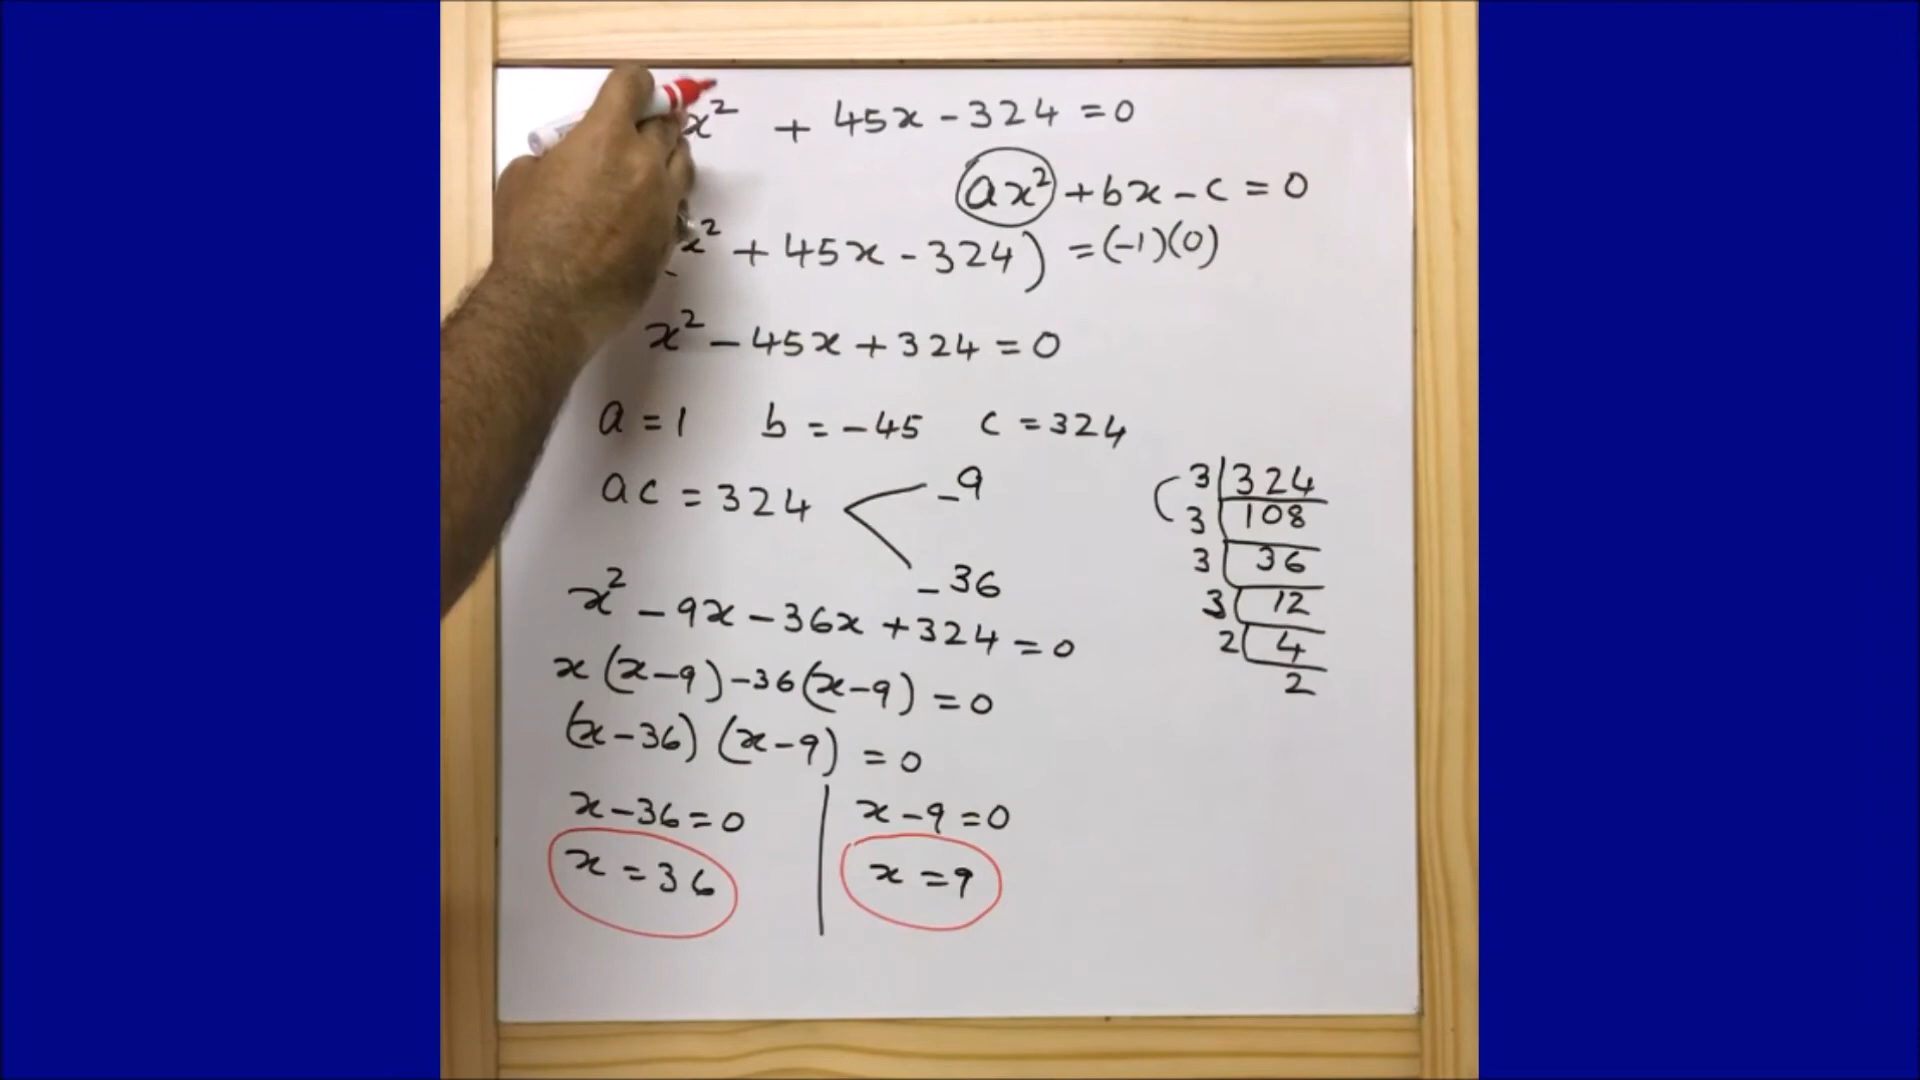 x² + 45x - 324 = 0
ax² + bx - c = 0
x² + 45x - 324) = (-1)(0)
x² - 45x + 324 = 0
a = 1 b = -45 c = 324
ac = 324
-9
-36
x² - 9x - 36x + 324 = 0
x(x-9) -36(x-9) = 0
(x-36) (x-9) = 0
x - 36 = 0
x = 36
x - 9 = 0
x = 9
3 324
3 108
3 36
3 12
2 4
2